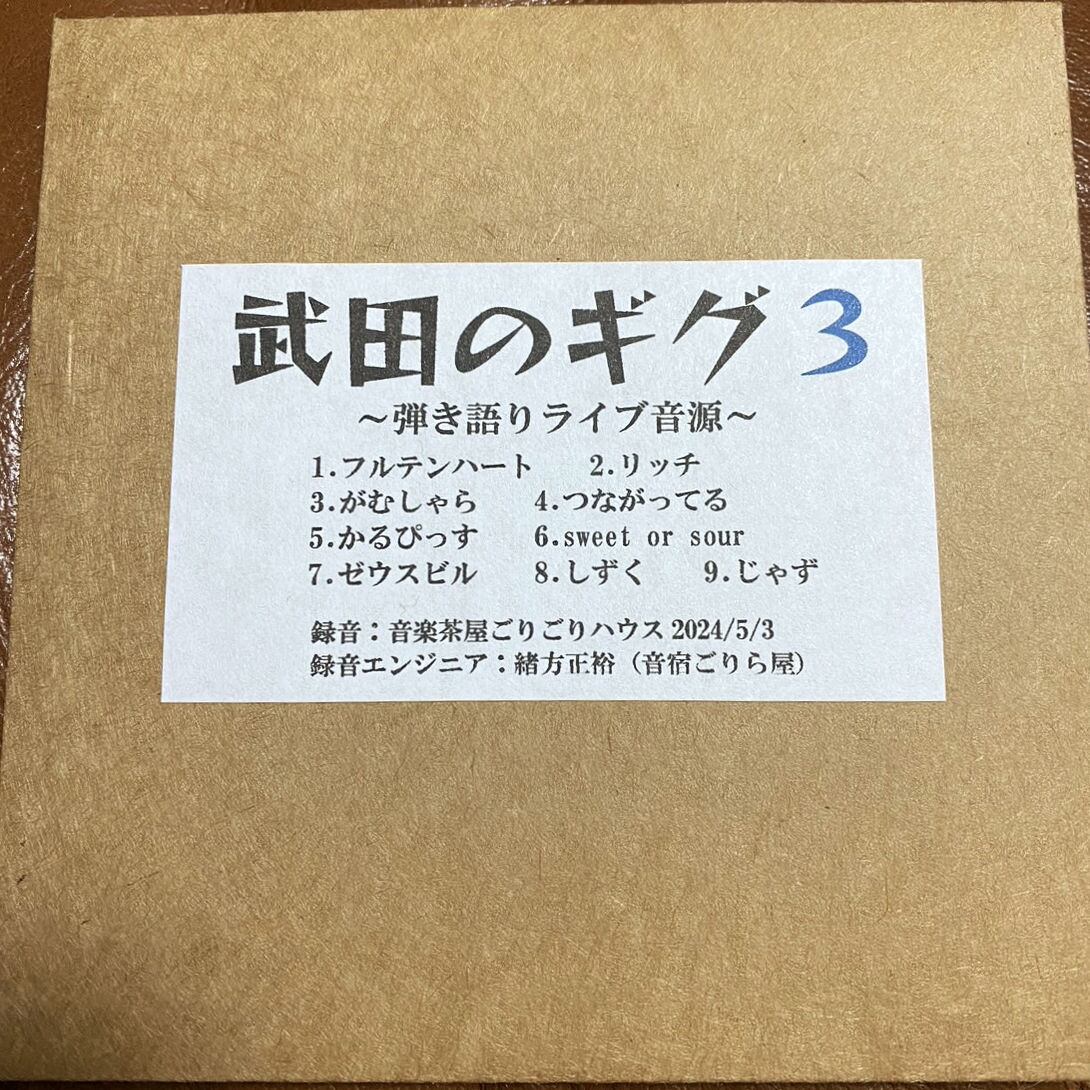 武田のギグ3
～弾き語りライブ音源～
1.フルテンハート　2.リッチ
3.がむしゃら　4.つながってる
5.かるぴっす　6.sweet or sour
7.ゼウスビル　8.しずく　9.じゃず
録音：音楽茶屋ごりごりハウス 2024/5/3
録音エンジニア：緒方正裕（音宿ごりら屋）